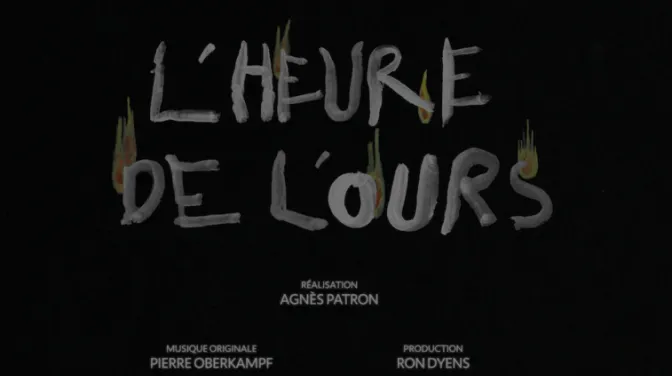 L'HEURE
DE L'OURS
RÉALISATION
AGNÈS PATRON
MUSIQUE ORIGINALE
PIERRE OBERKAMPF
PRODUCTION
RON DYENS